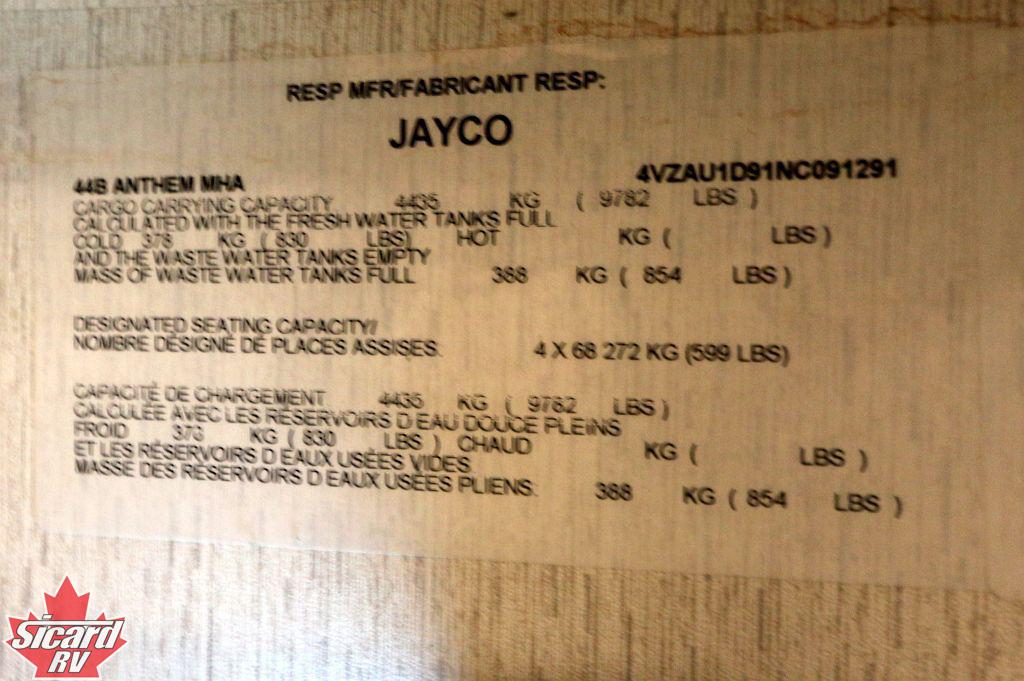 RESP MFR/FABRICANT RESP:
JAYCO
44B ANTHEM MHA 4VZAU1D91NC091291
CARGO CARRYING CAPACITY 4435 KG ( 9782 LBS )
CALCULATED WITH THE FRESH WATER TANKS FULL
COLD 376 KG ( 830 LBS) HOT KG ( LBS )
AND THE WASTE WATER TANKS EMPTY
MASS OF WASTE WATER TANKS FULL 388 KG ( 854 LBS )
DESIGNATED SEATING CAPACITY/
NOMBRE DÉSIGNÉ DE PLACES ASSISES: 4 X 68 272 KG (599 LBS)
CAPACITÉ DE CHARGEMENT 4435 KG ( 9782 LBS )
CALCULÉE AVEC LES RÉSERVOIRS D EAU DOUCE PLEINS
FROID 376 KG ( 830 LBS ) CHAUD KG ( LBS )
ET LES RÉSERVOIRS D EAUX USÉES VIDES
MASSE DES RÉSERVOIRS D EAUX USÉES PLIENS: 388 KG ( 854 LBS )
Sicard
RV